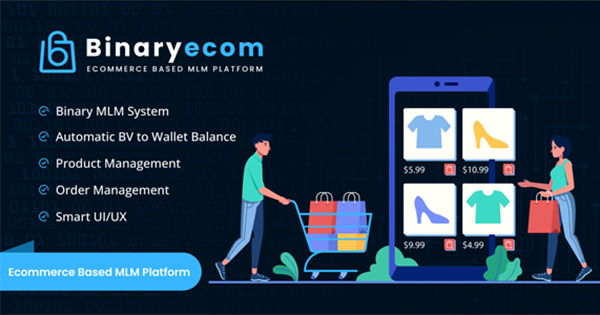 Binaryecom
ECOMMERCE BASED MLM PLATFORM
Binary MLM System
Automatic BV to Wallet Balance
Product Management
Order Management
Smart UI/UX
Ecommerce Based MLM Platform
$5.99
$10.99
$9.99
$4.99